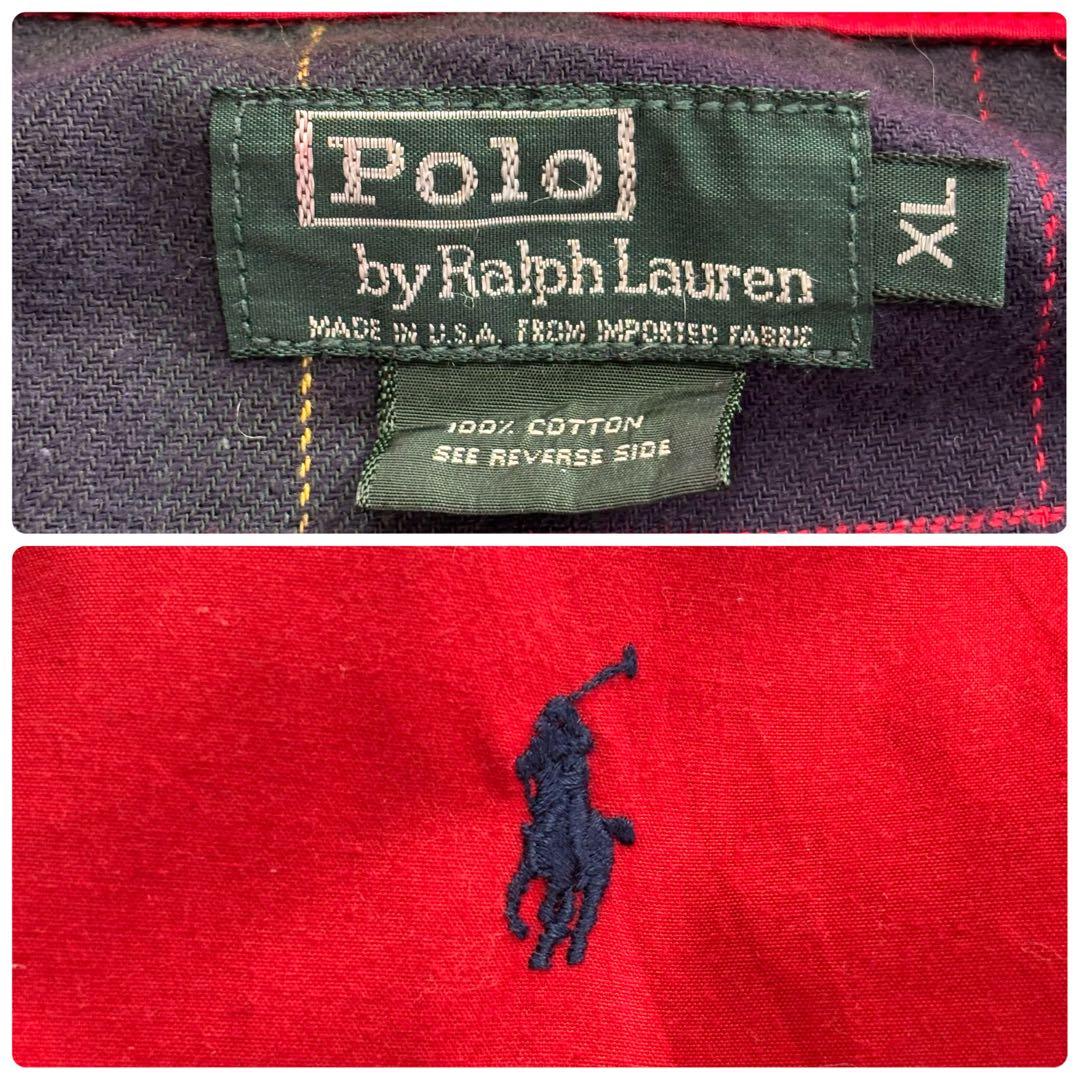 Polo
by Ralph Lauren
MADE IN U.S.A. FROM IMPORTED FABRIC
XL
100% COTTON
SEE REVERSE SIDE